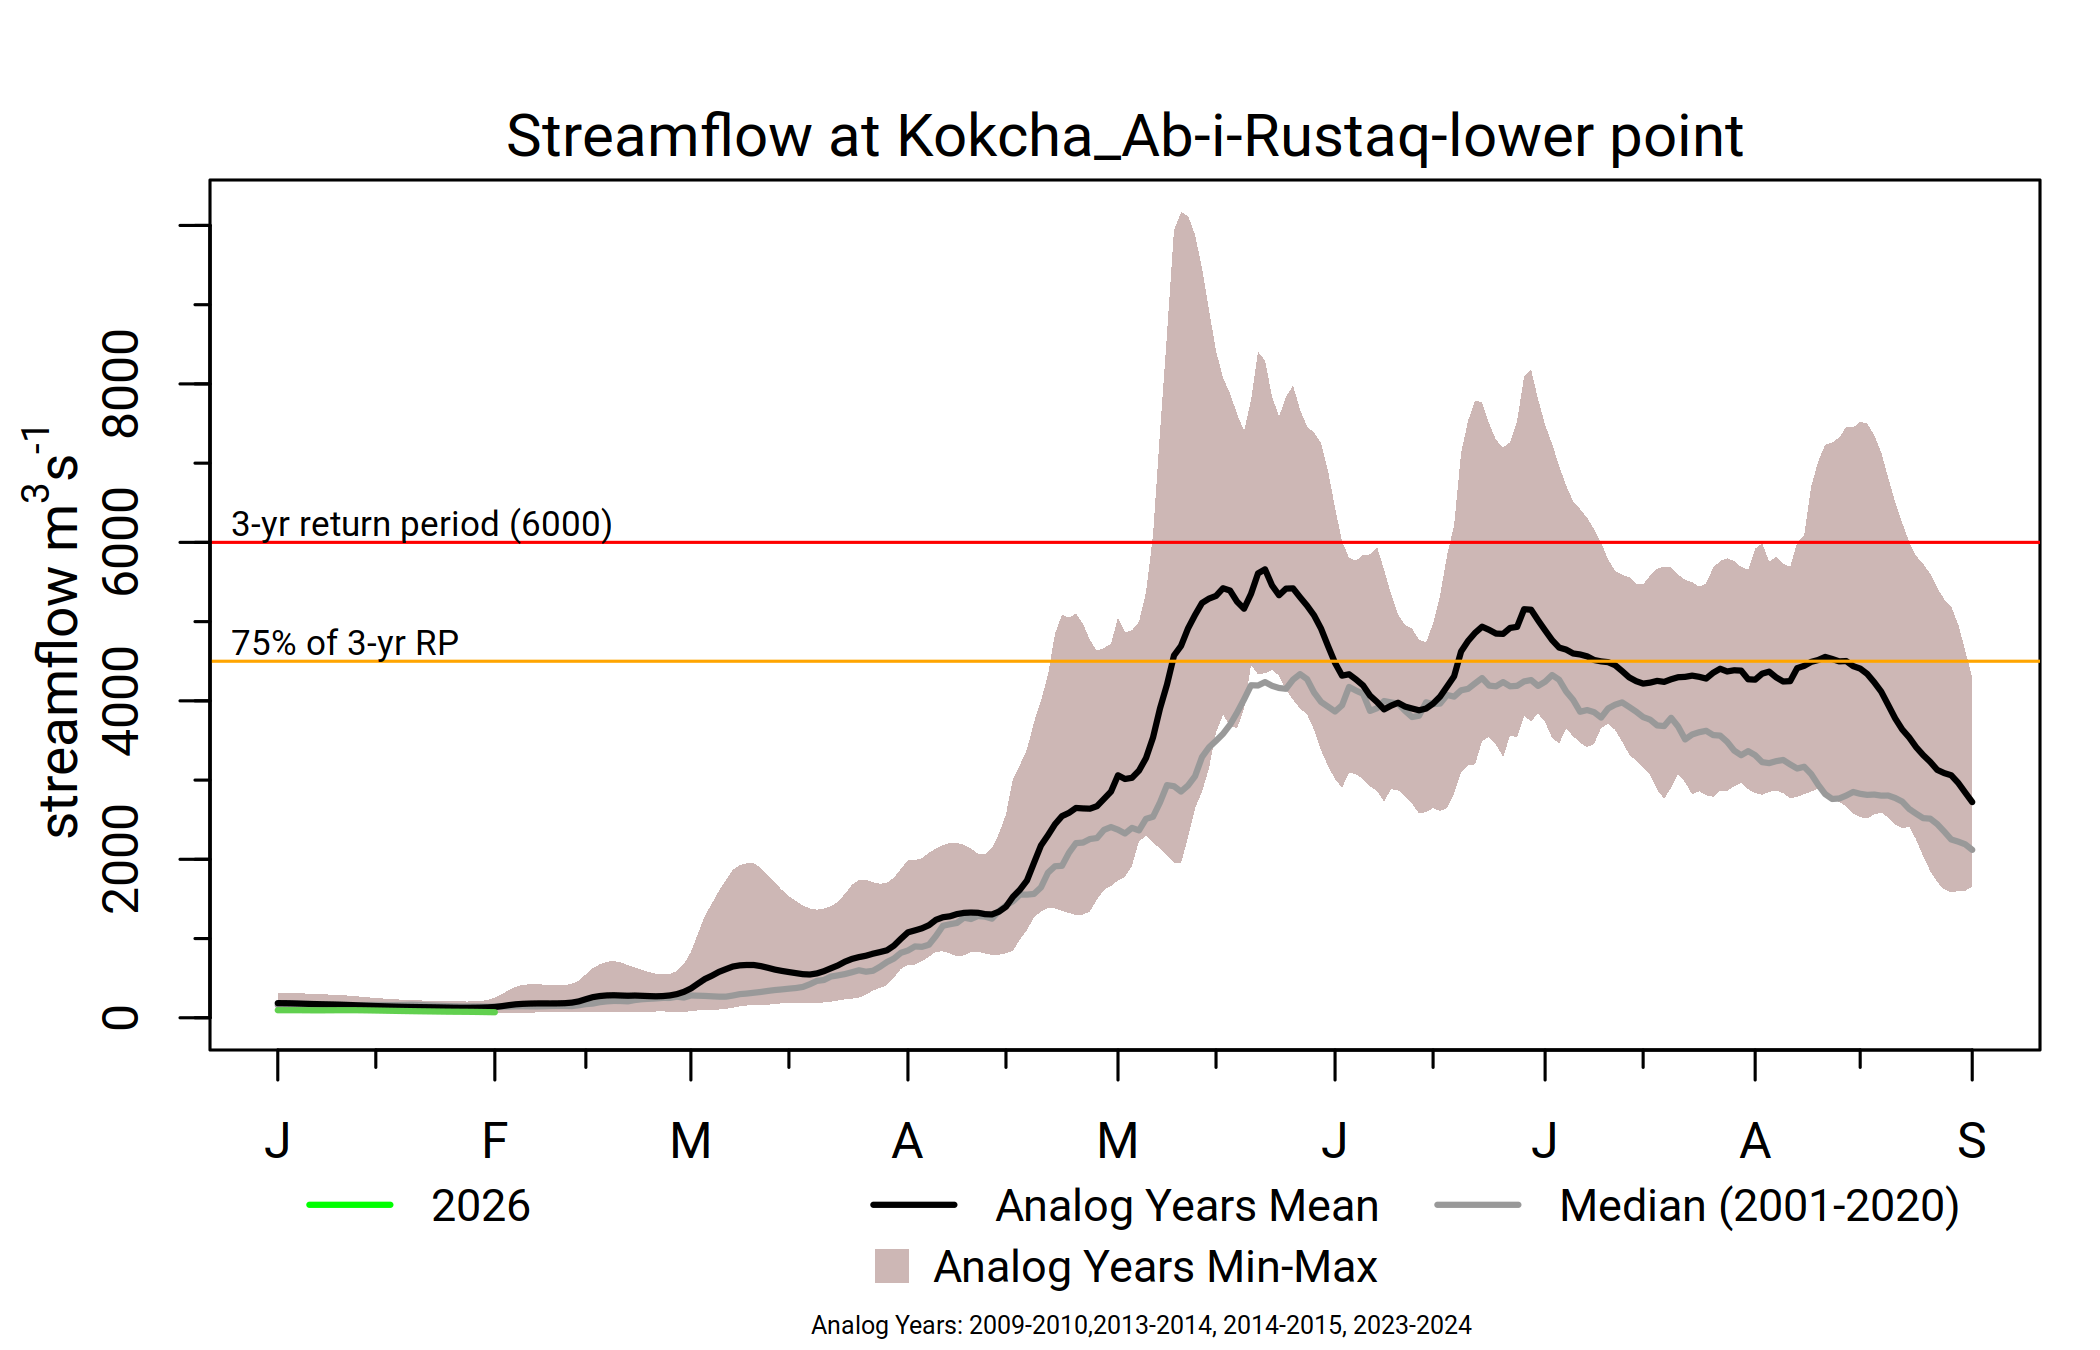 Streamflow at Kokcha_Ab-i-Rustaq-lower point
streamflow m3s-1
8000
6000
4000
2000
0
3-yr return period (6000)
75% of 3-yr RP
J F M A M J J A S
2026 Analog Years Mean Median (2001-2020)
Analog Years Min-Max
Analog Years: 2009-2010,2013-2014, 2014-2015, 2023-2024